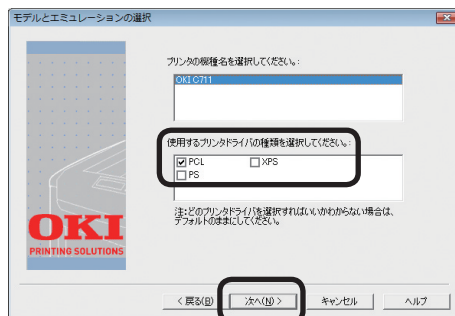 モデルとエミュレーションの選択
プリンタの機種名を選択してください。:
OKI C711
使用するプリンタドライバの種類を選択してください。:
PCL XPS
PS
注:どのプリンタドライバを選択すればいいかわからない場合は、
デフォルトのままにしてください。
OKI
PRINTING SOLUTIONS
< 戻る(B) 次へ(N) > キャンセル ヘルプ